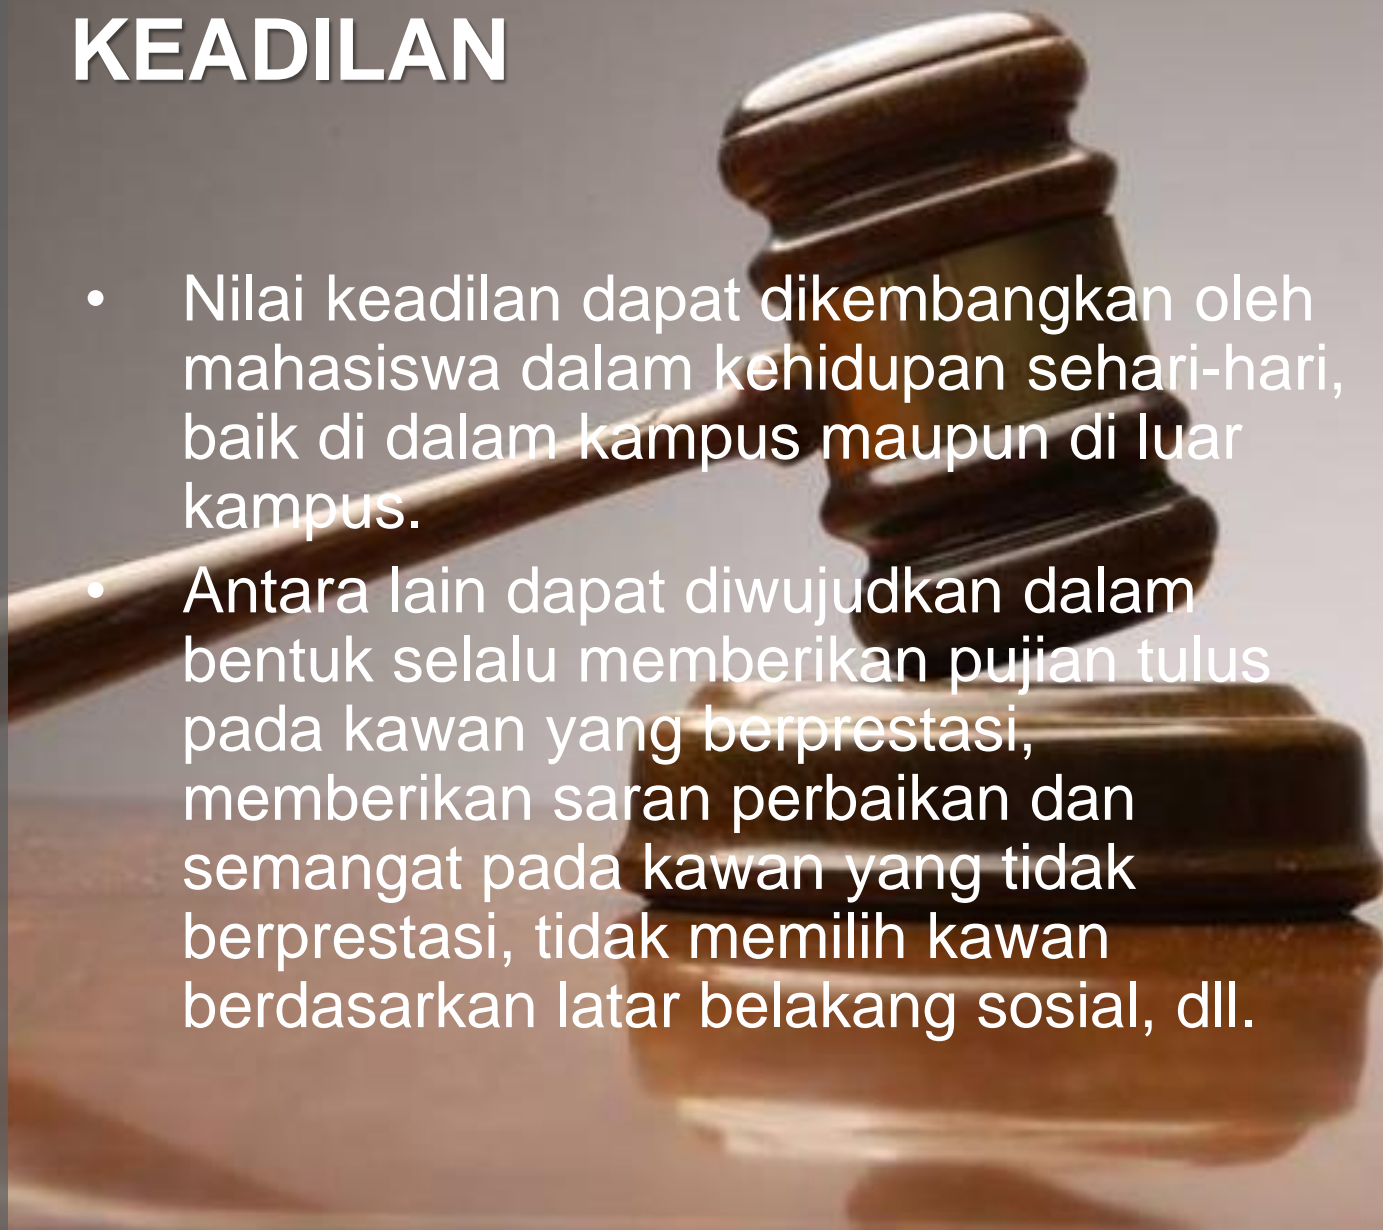 KEADILAN
• Nilai keadilan dapat dikembangkan oleh
mahasiswa dalam kehidupan sehari-hari,
baik di dalam kampus maupun di luar
kampus.
• Antara lain dapat diwujudkan dalam
bentuk selalu memberikan pujian tulus
pada kawan yang berprestasi,
memberikan saran perbaikan dan
semangat pada kawan yang tidak
berprestasi, tidak memilih kawan
berdasarkan latar belakang sosial, dll.